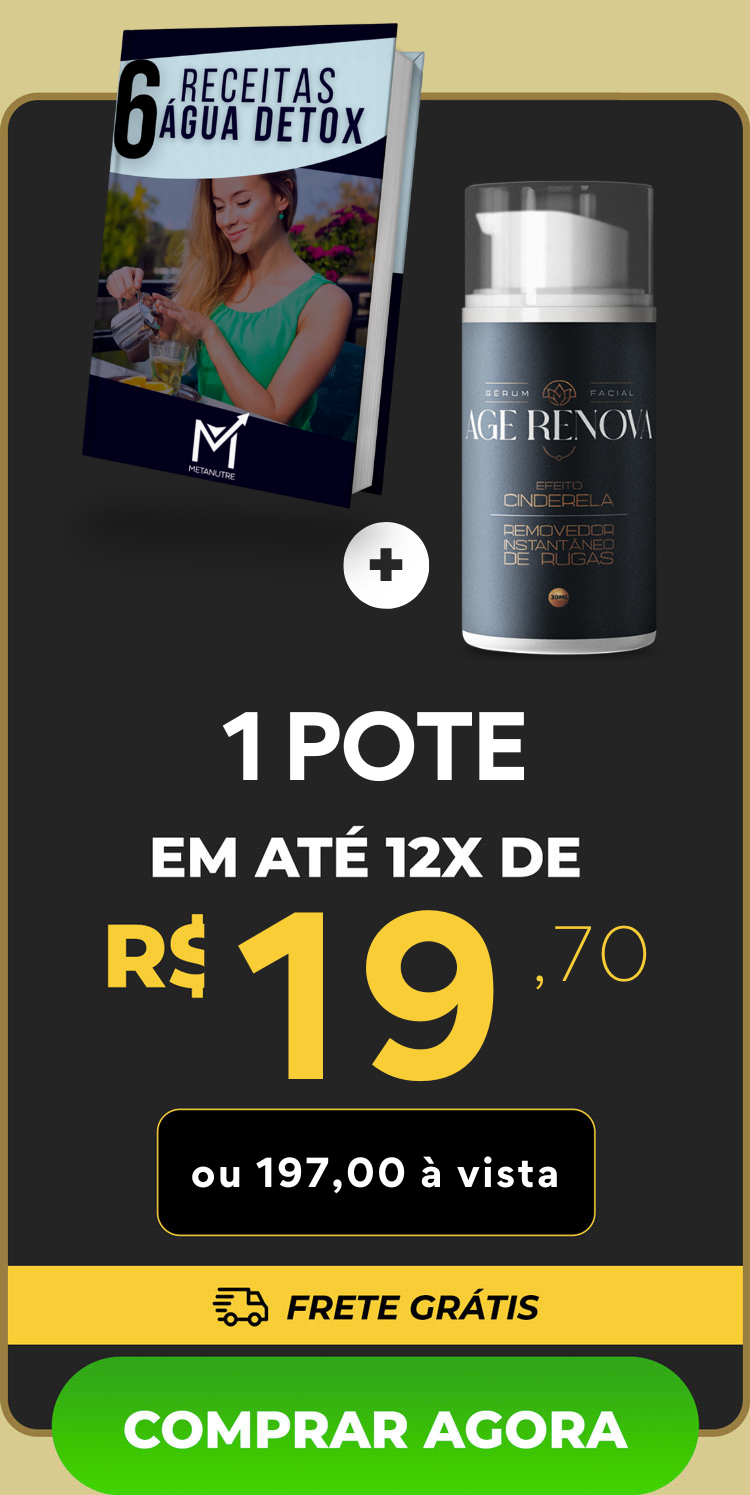 6 RECEITAS
ÁGUA DETOX
METANUTRE
SÉRUM FACIAL
AGE RENOVA
EFEITO
CINDERELA
REMOVEDOR
INSTANTÂNEO
DE RUGAS
30ML
+
1 POTE
EM ATÉ 12X DE
R$ 19,70
ou 197,00 à vista
FRETE GRÁTIS
COMPRAR AGORA